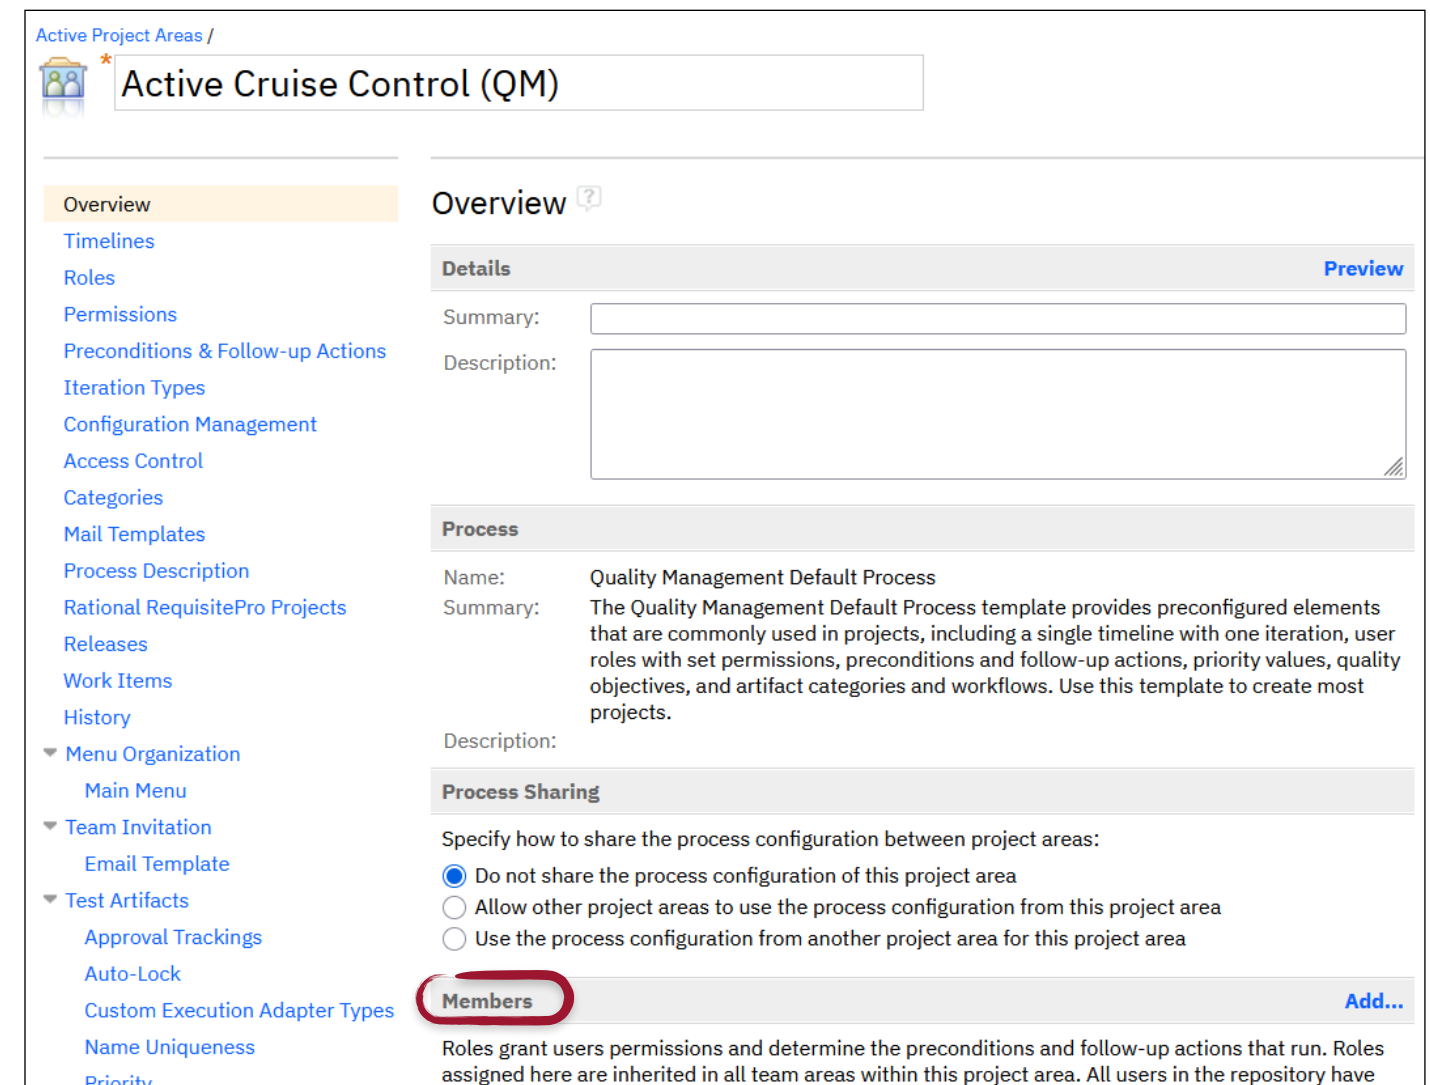 Active Project Areas /
* Active Cruise Control (QM)
Overview
Timelines
Roles
Permissions
Preconditions & Follow-up Actions
Iteration Types
Configuration Management
Access Control
Categories
Mail Templates
Process Description
Rational RequisitePro Projects
Releases
Work Items
History
Menu Organization
Main Menu
Team Invitation
Email Template
Test Artifacts
Approval Trackings
Auto-Lock
Custom Execution Adapter Types
Name Uniqueness
Priority
Overview ?
Details Preview
Summary:
Description:
Process
Name: Quality Management Default Process
Summary: The Quality Management Default Process template provides preconfigured elements
that are commonly used in projects, including a single timeline with one iteration, user
roles with set permissions, preconditions and follow-up actions, priority values, quality
objectives, and artifact categories and workflows. Use this template to create most
projects.
Description:
Process Sharing
Specify how to share the process configuration between project areas:
Do not share the process configuration of this project area
Allow other project areas to use the process configuration from this project area
Use the process configuration from another project area for this project area
Members Add...
Roles grant users permissions and determine the preconditions and follow-up actions that run. Roles
assigned here are inherited in all team areas within this project area. All users in the repository have